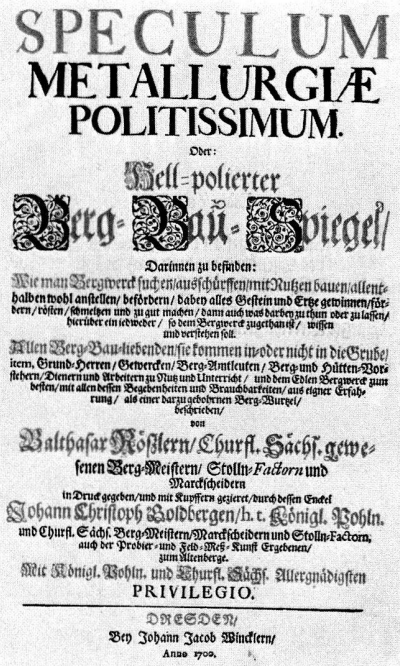 SPECULUM
METALLURGIÆ
POLITISSIMUM.
Oder:
Hell-polierter
Berg-Bau-Spiegel/
Darinnen zu befinden:
Wie man Bergwerck suchen/ausschürffen/mit Nutzen bauen/allent-
halben wohl anstellen/ befördern/ dabey alles Gestein und Ertze gewinnen/för-
dern/rösten/schmeltzen und zu gut machen/ dann auch was darbey zu thun oder zu lassen/
hierüber ein iedweder/ so dem Bergwerck zugethan ist/ wissen
und verstehen soll.
Allen Berg-Bau-liebenden/sie kommen in-oder nicht in die Grube/
item, Grund-Herren/Gewercken/Berg-Amtleuten/ Berg-und Hütten-Vor-
stehern/Dienern und Arbeitern zu Nutz und Unterricht/ und dem Edlen Bergwerck zum
besten/mit allen dessen Begebenheiten und Brauchbarkeiten/aus eigner Erfah-
rung/ als einer darzu gebohrnen Berg-Wurtzel/
beschrieben/
von
Balthasar Rößlern/Churfl. Sächs. gewe-
senen Berg-Meistern/ Stolln-Factorn und
Marckscheidern
in Druck gegeben/und mit Kupffern gezieret/durch dessen Enckel
Johann Christoph Goldbergen/h. t. Königl. Pohln.
und Churfl. Sächs. Berg-Meistern/Marckscheidern und Stolln-Factorn,
auch der Probier-und Feld-Meß-Kunst Ergebenen/
zum Altenberge.
Mit Königl. Pohln. und Churfl. Sächs. Allergnädigsten
PRIVILEGIO.
DRESDEN/
Bey Johann Jacob Wincklern/
Anno 1700.